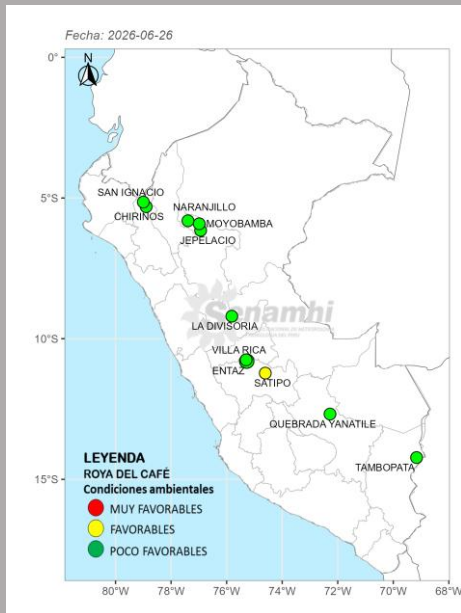 Fecha: 2026-06-26
N
0°
SAN IGNACIO
NARANJILLO
5°S
CHIRINOS
MOYOBAMBA
JEPELACIO
Senamhi
LA DIVISORIA
10°S
VILLA RICA
ENTAZ
SATIPO
QUEBRADA YANATILE
TAMBOPATA
15°S
LEYENDA
ROYA DEL CAFÉ
Condiciones ambientales
MUY FAVORABLES
FAVORABLES
POCO FAVORABLES
80°W 78°W 76°W 74°W 72°W 70°W 68°W